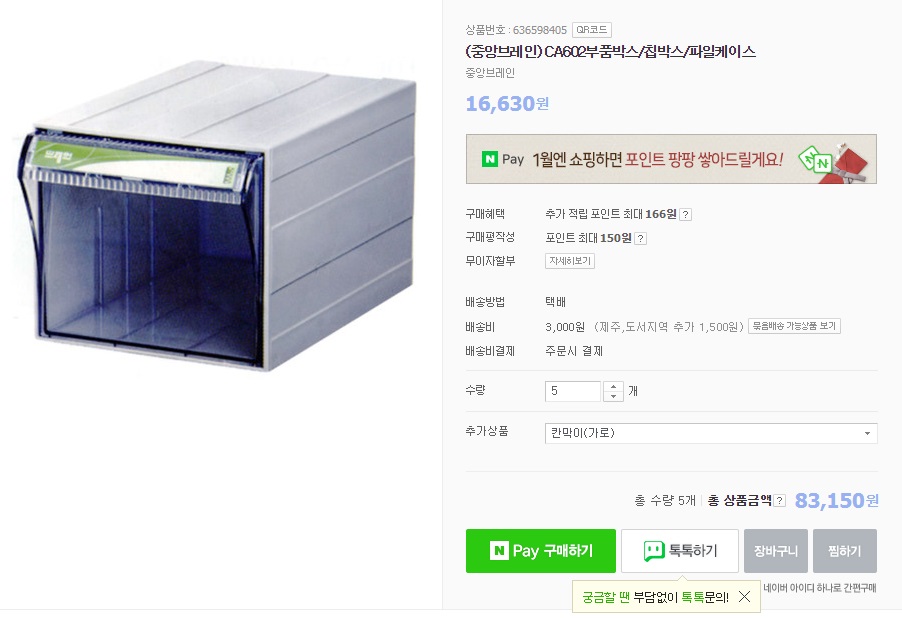 상품번호 : 636598405 QR코드
(중앙브레인) CA602부품박스/칩박스/파일케이스
중앙브레인
16,630원
N Pay 1월엔 쇼핑하면 포인트 팡팡 쌓아드릴게요!
구매혜택 추가 적립 포인트 최대 166원 ?
구매평작성 포인트 최대 150원 ?
무이자할부 자세히보기
배송방법 택배
배송비 3,000원 (제주,도서지역 추가 1,500원) 묶음배송 가능상품 보기
배송비결제 주문시 결제
수량 5 개
추가상품 칸막이(가로)
총 수량 5개 총 상품금액 ? 83,150원
N Pay 구매하기 톡톡하기 장바구니 찜하기
네이버 아이디 하나로 간편구매
궁금할 땐 부담없이 톡톡문의!